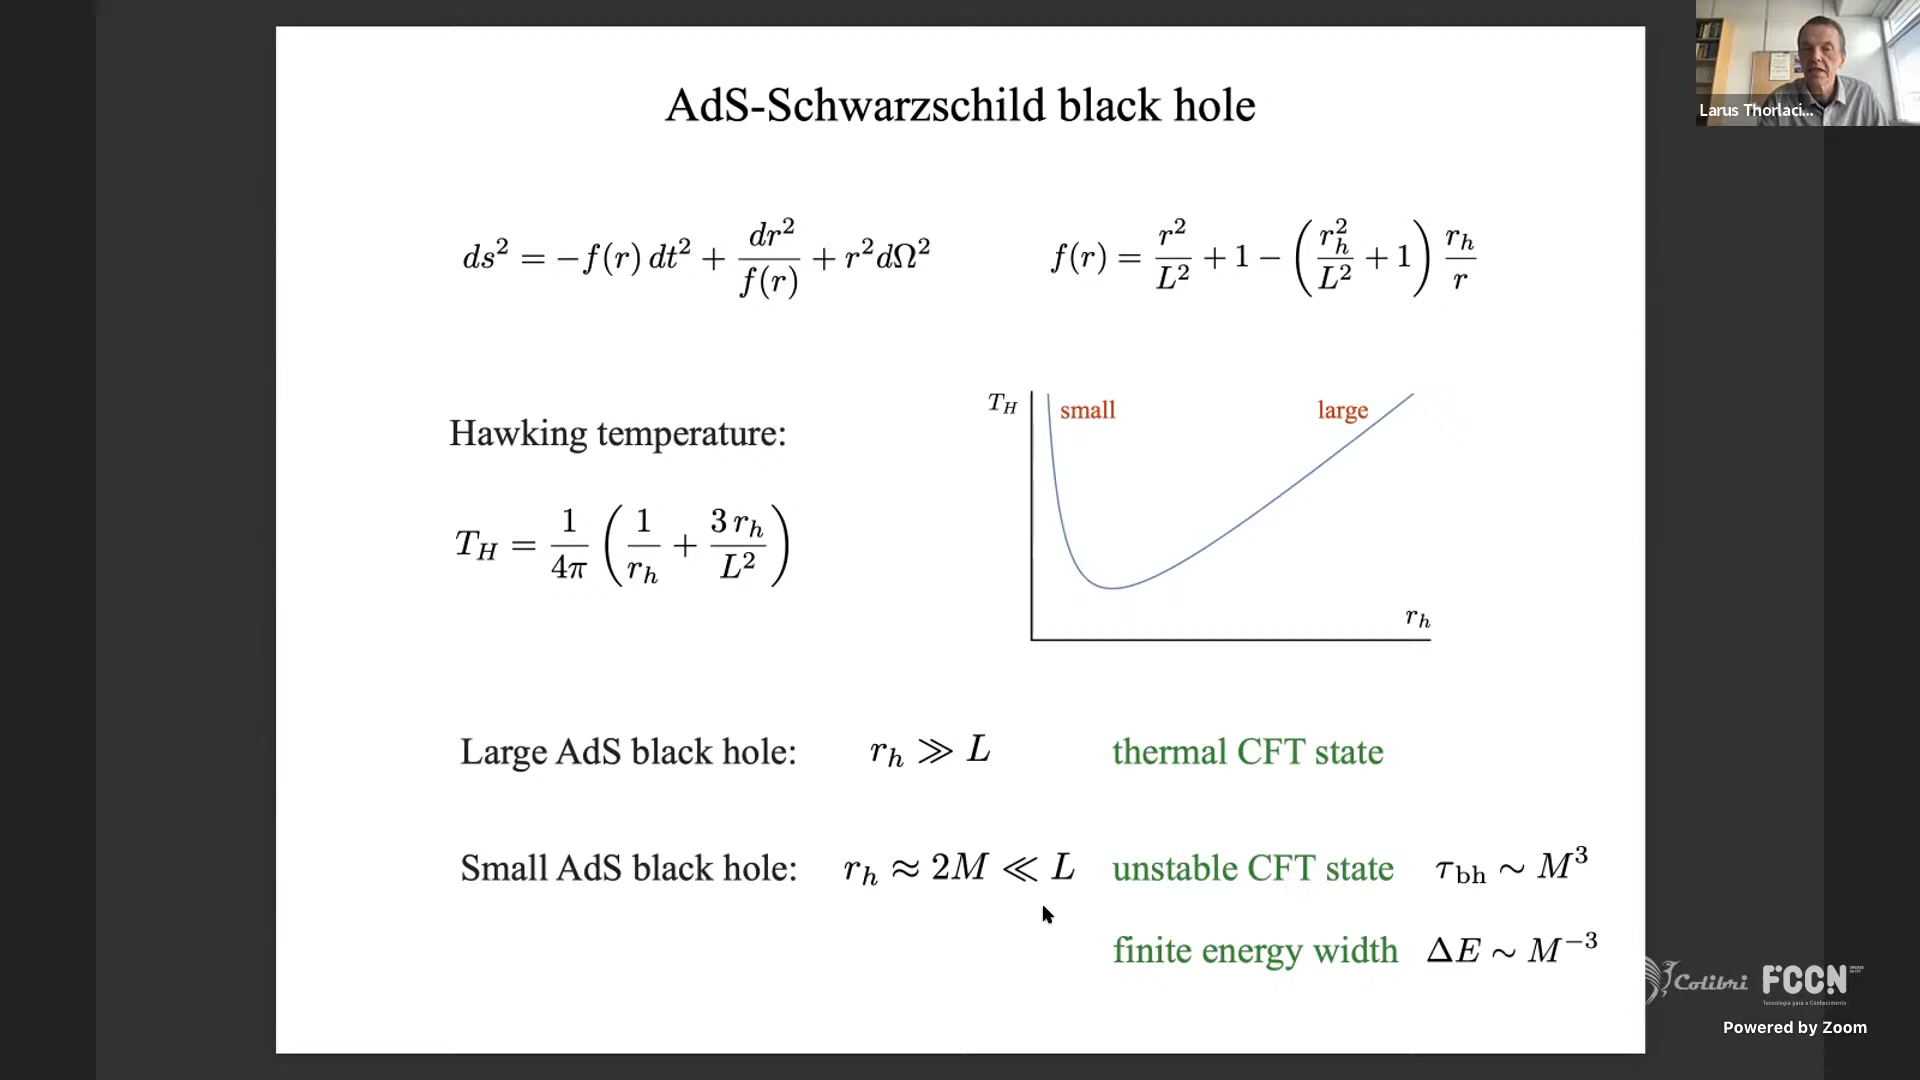 AdS-Schwarzschild black hole
Larus Thorlaci...
ds² = −f(r) dt² + dr²/f(r) + r²dΩ²
f(r) = r²/L² + 1 − (r_h²/L² + 1) r_h/r
Hawking temperature:
T_H = 1/4π (1/r_h + 3 r_h/L²)
T_H
small
large
r_h
Large AdS black hole: r_h ≫ L thermal CFT state
Small AdS black hole: r_h ≈ 2M ≪ L unstable CFT state τ_bh ∼ M³
finite energy width ΔE ∼ M⁻³
Colibri FCCN
Tecnologia para o Conhecimento
Powered by Zoom